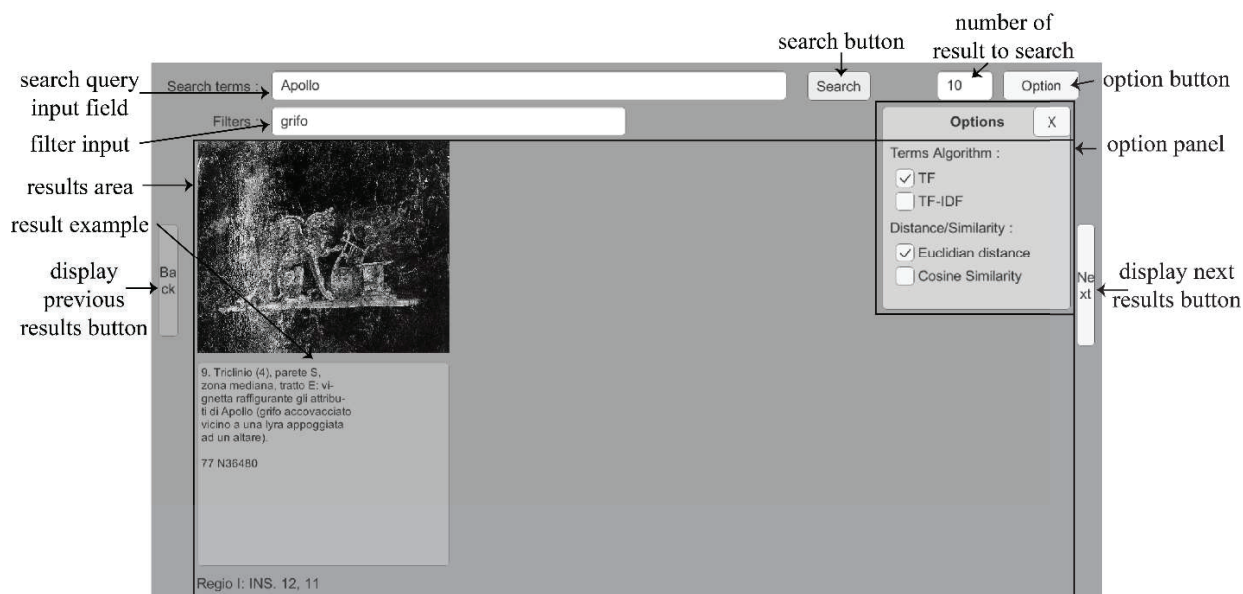 number of
result to search
search button
search query
input field
Search terms :
Apollo
Search
10
Option
option button
filter input
Filters :
grifo
Options
X
option panel
Terms Algorithm :
TF
TF-IDF
Distance/Similarity :
Euclidian distance
Cosine Similarity
results area
result example
display
previous
results button
Ba
ck
Ne
xt
display next
results button
9. Triclinio (4), parete S,
zona mediana, tratto E: vi-
gnetta raffigurante gli attribu-
ti di Apollo (grifo accovacciato
vicino a una lyra appoggiata
ad un altare).
77 N36480
Regio I: INS. 12, 11